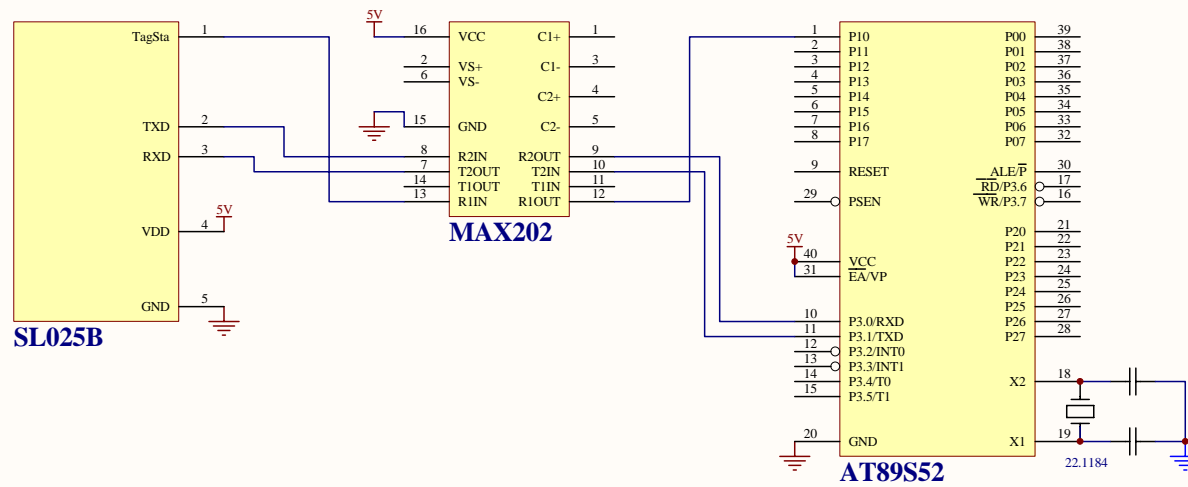 TagSta 1
TXD 2
RXD 3
VDD 4
5V
GND 5
SL025B
5V
16 VCC C1+ 1
2 VS+ C1- 3
6 VS-
C2+ 4
15 GND C2- 5
8 R2IN R2OUT 9
7 T2OUT T2IN 10
14 T1OUT T1IN 11
13 R1IN R1OUT 12
MAX202
1 P10 P00 39
2 P11 P01 38
3 P12 P02 37
4 P13 P03 36
5 P14 P04 35
6 P15 P05 34
7 P16 P06 33
8 P17 P07 32
9 RESET ALE/P 30
RD/P3.6 17
29 PSEN WR/P3.7 16
P20 21
5V P21 22
40 VCC P22 23
31 EA/VP P23 24
P24 25
P25 26
10 P3.0/RXD P26 27
11 P3.1/TXD P27 28
12 P3.2/INT0
13 P3.3/INT1
14 P3.4/T0 X2 18
15 P3.5/T1
20 GND X1 19
22.1184
AT89S52